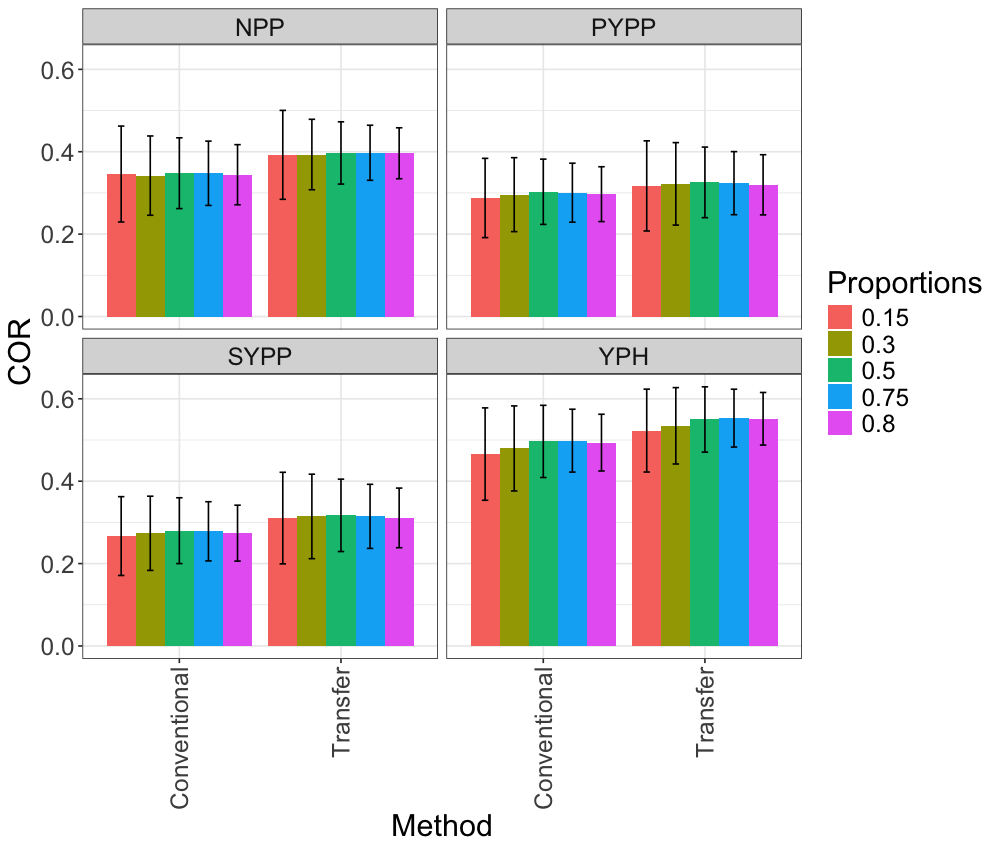 NPP
PYPP
0.6
0.4
0.2
0.0
SYPP
YPH
0.6
0.4
0.2
0.0
COR
Conventional
Transfer
Conventional
Transfer
Method
Proportions
0.15
0.3
0.5
0.75
0.8